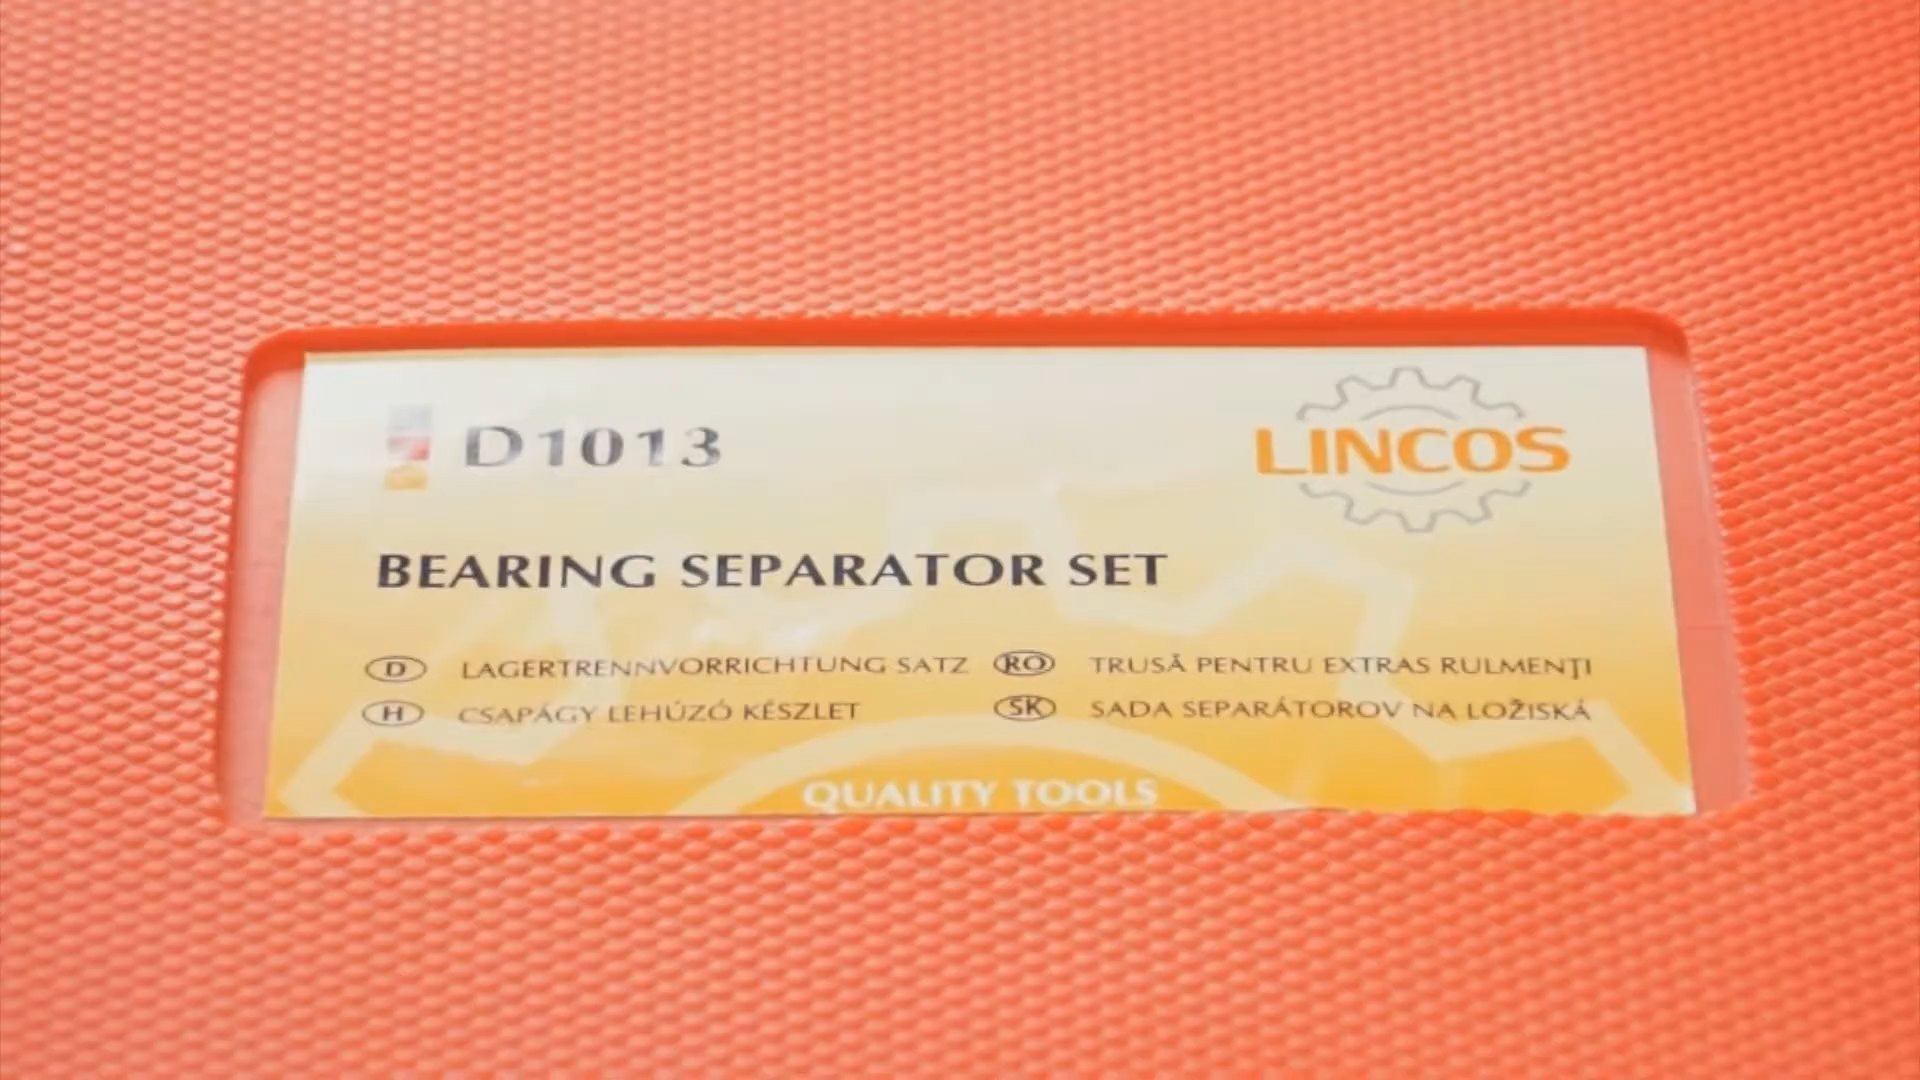 D1013
LINCOS
BEARING SEPARATOR SET
D LAGERTRENNVORRICHTUNG SATZ
RO TRUSĂ PENTRU EXTRAS RULMENȚI
H CSAPÁGY LEHÚZÓ KÉSZLET
SK SADA SEPARÁTOROV NA LOŽISKÁ
QUALITY TOOLS